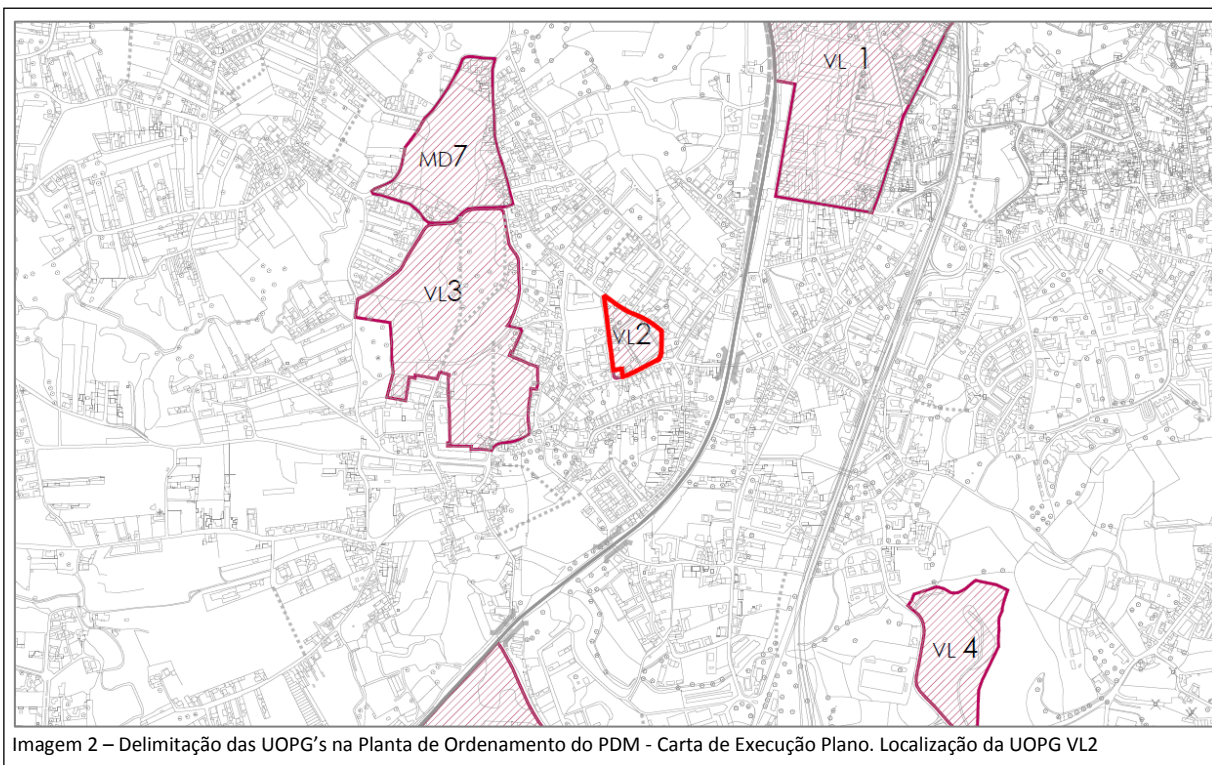 VL 1
MD7
VL3
VL2
VL 4
Imagem 2 – Delimitação das UOPG's na Planta de Ordenamento do PDM - Carta de Execução Plano. Localização da UOPG VL2